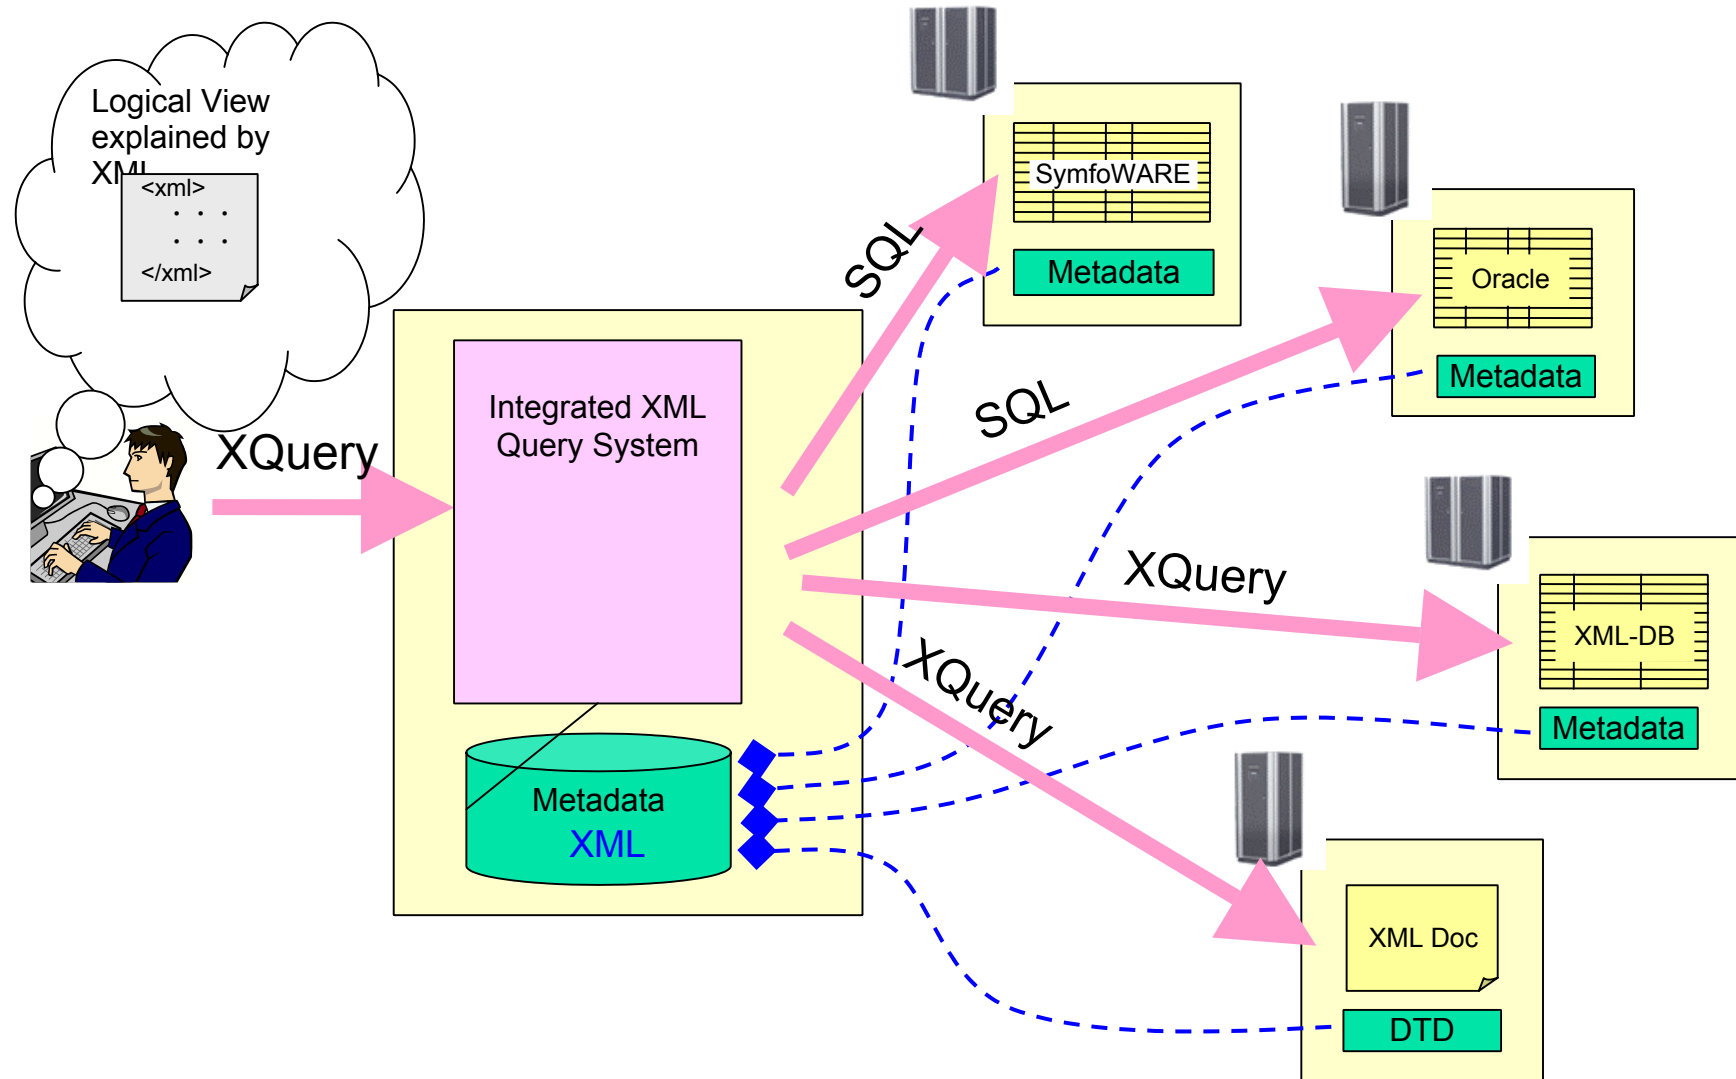 Logical View
explained by
XML
<xml>
. . .
. . .
</xml>
XQuery
Integrated XML
Query System
Metadata
XML
SQL
SQL
XQuery
XQuery
SymfoWARE
Metadata
Oracle
Metadata
XML-DB
Metadata
XML Doc
DTD